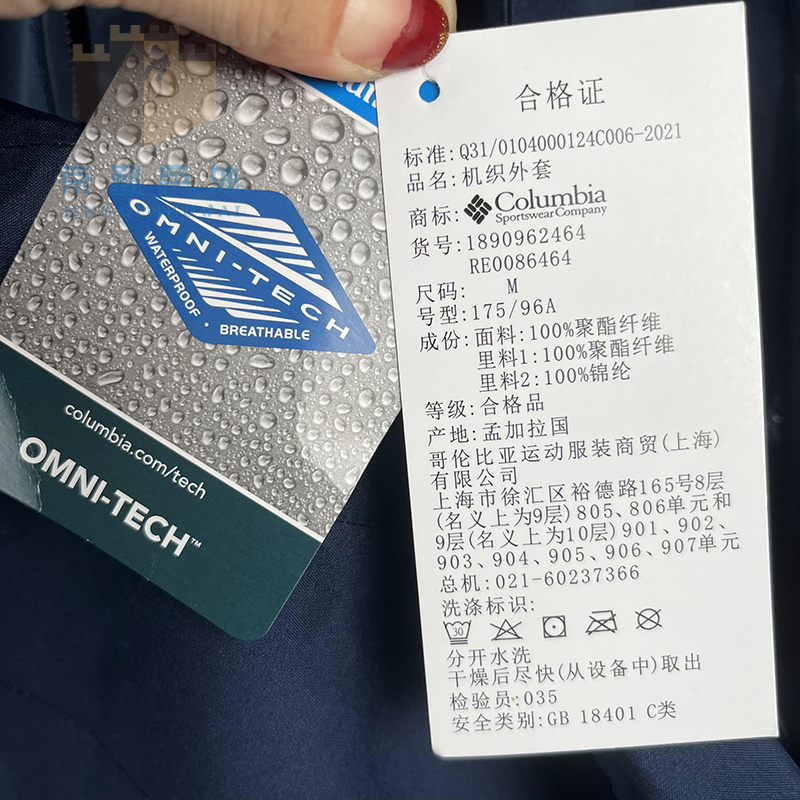 OMNI-TECH
WATERPROOF · BREATHABLE
columbia.com/tech
OMNI-TECH™
合格证
标准:Q31/0104000124C006-2021
品名:机织外套
商标: Columbia
Sportswear Company
货号:1890962464
RE0086464
尺码: M
号型:175/96A
成份:面料:100%聚酯纤维
里料1:100%聚酯纤维
里料2:100%锦纶
等级:合格品
产地:孟加拉国
哥伦比亚运动服装商贸(上海)
有限公司
上海市徐汇区裕德路165号8层
(名义上为9层)805、806单元和
9层(名义上为10层)901、902、
903、904、905、906、907单元
总机:021-60237366
洗涤标识:
30
分开水洗
干燥后尽快(从设备中)取出
检验员:035
安全类别:GB 18401 C类